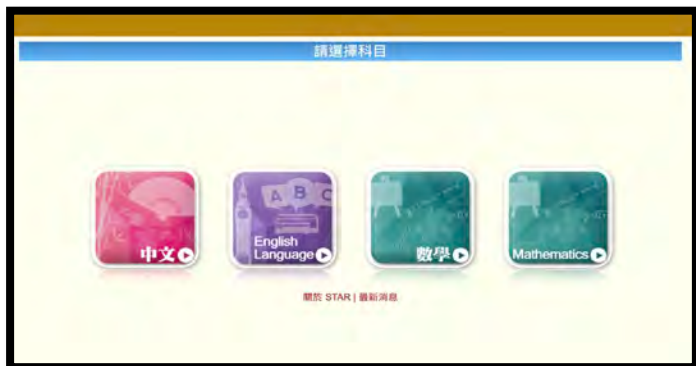 請選擇科目
中文
English
Language
A B C
數學
Mathematics
關於 STAR | 最新消息